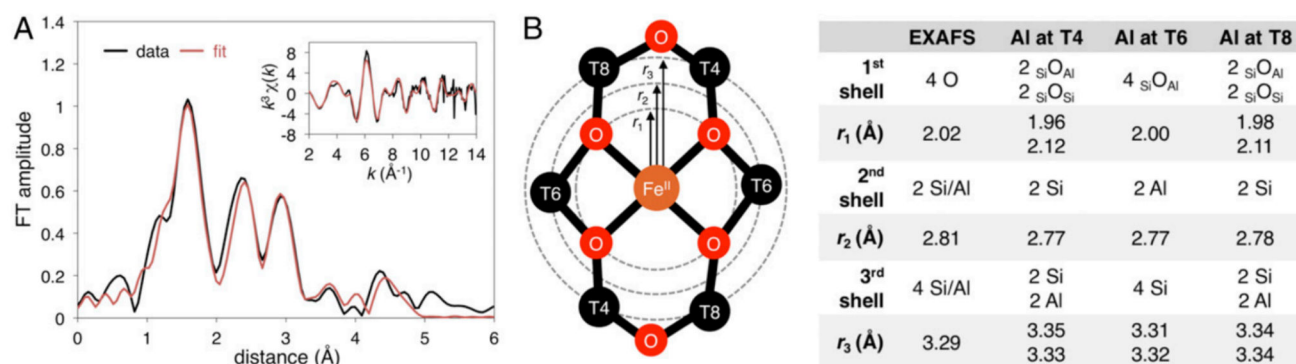 A
1.4
1.2
1
0.8
0.6
0.4
0.2
0
FT amplitude
data fit
8
4
0
-4
-8
k³ χ(k)
2 4 6 8 10 12 14
k (Å⁻¹)
0 1 2 3 4 5 6
distance (Å)
B
O
T8 T4
r₃
r₂
r₁
O O
T6 Feᴵᴵ T6
O O
T4 T8
O
EXAFS Al at T4 Al at T6 Al at T8
1ˢᵗ shell 4 O 2 SiOAl 2 SiOSi 4 SiOAl 2 SiOAl 2 SiOSi
r₁ (Å) 2.02 1.96 2.12 2.00 1.98 2.11
2ⁿᵈ shell 2 Si/Al 2 Si 2 Al 2 Si
r₂ (Å) 2.81 2.77 2.77 2.78
3ʳᵈ shell 4 Si/Al 2 Si 2 Al 4 Si 2 Si 2 Al
r₃ (Å) 3.29 3.35 3.33 3.31 3.32 3.34 3.34